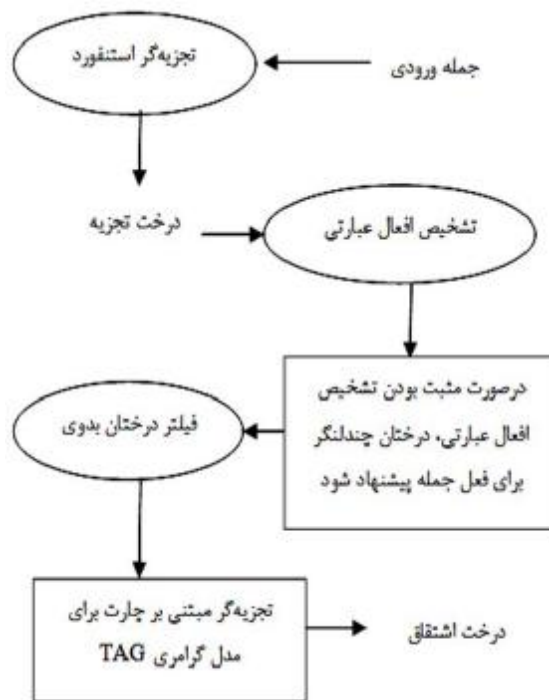 جمله ورودی
تجزیه‌گر استنفورد
درخت تجزیه
تشخیص افعال عبارتی
درصورت مثبت بودن تشخیص
افعال عبارتی، درختان چندلنگر
برای فعل جمله پیشنهاد شود
فیلتر درختان بدوی
تجزیه‌گر مبتنی بر چارت برای
مدل گرامری TAG
درخت اشتقاق